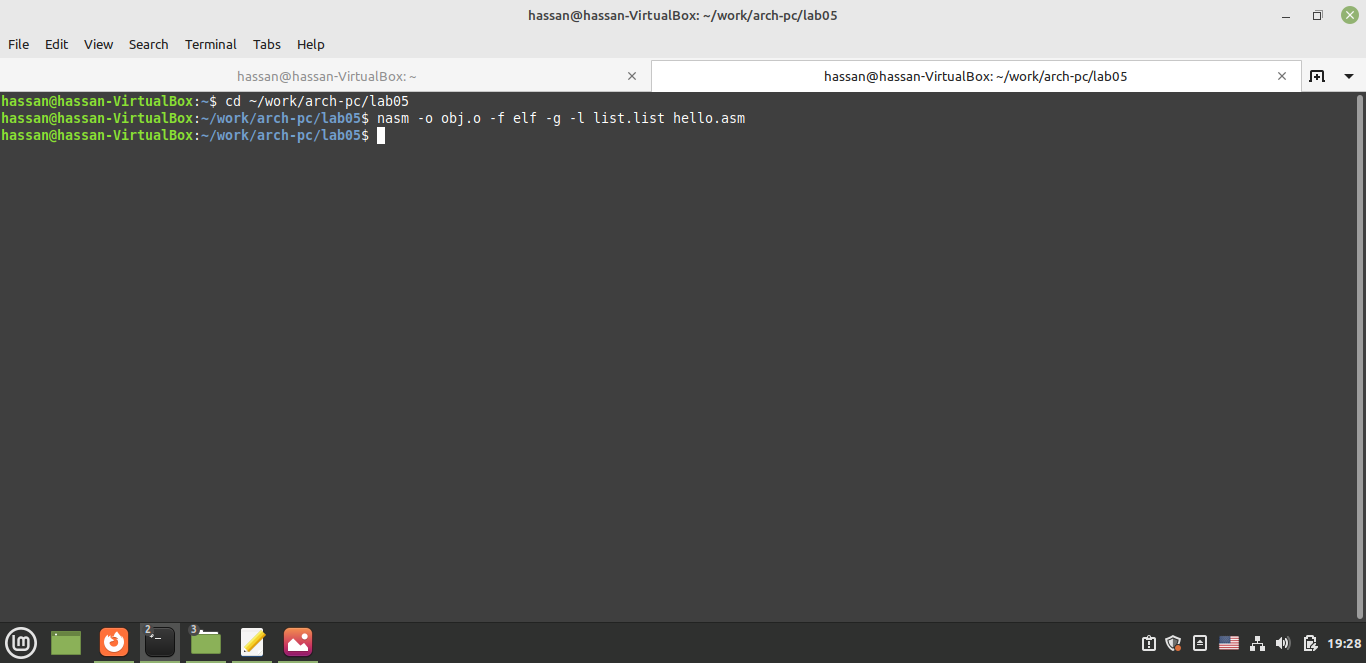 hassan@hassan-VirtualBox: ~/work/arch-pc/lab05
File Edit View Search Terminal Tabs Help
hassan@hassan-VirtualBox: ~
hassan@hassan-VirtualBox: ~/work/arch-pc/lab05
hassan@hassan-VirtualBox:~$ cd ~/work/arch-pc/lab05
hassan@hassan-VirtualBox:~/work/arch-pc/lab05$ nasm -o obj.o -f elf -g -l list.list hello.asm
hassan@hassan-VirtualBox:~/work/arch-pc/lab05$
2
3
19:28